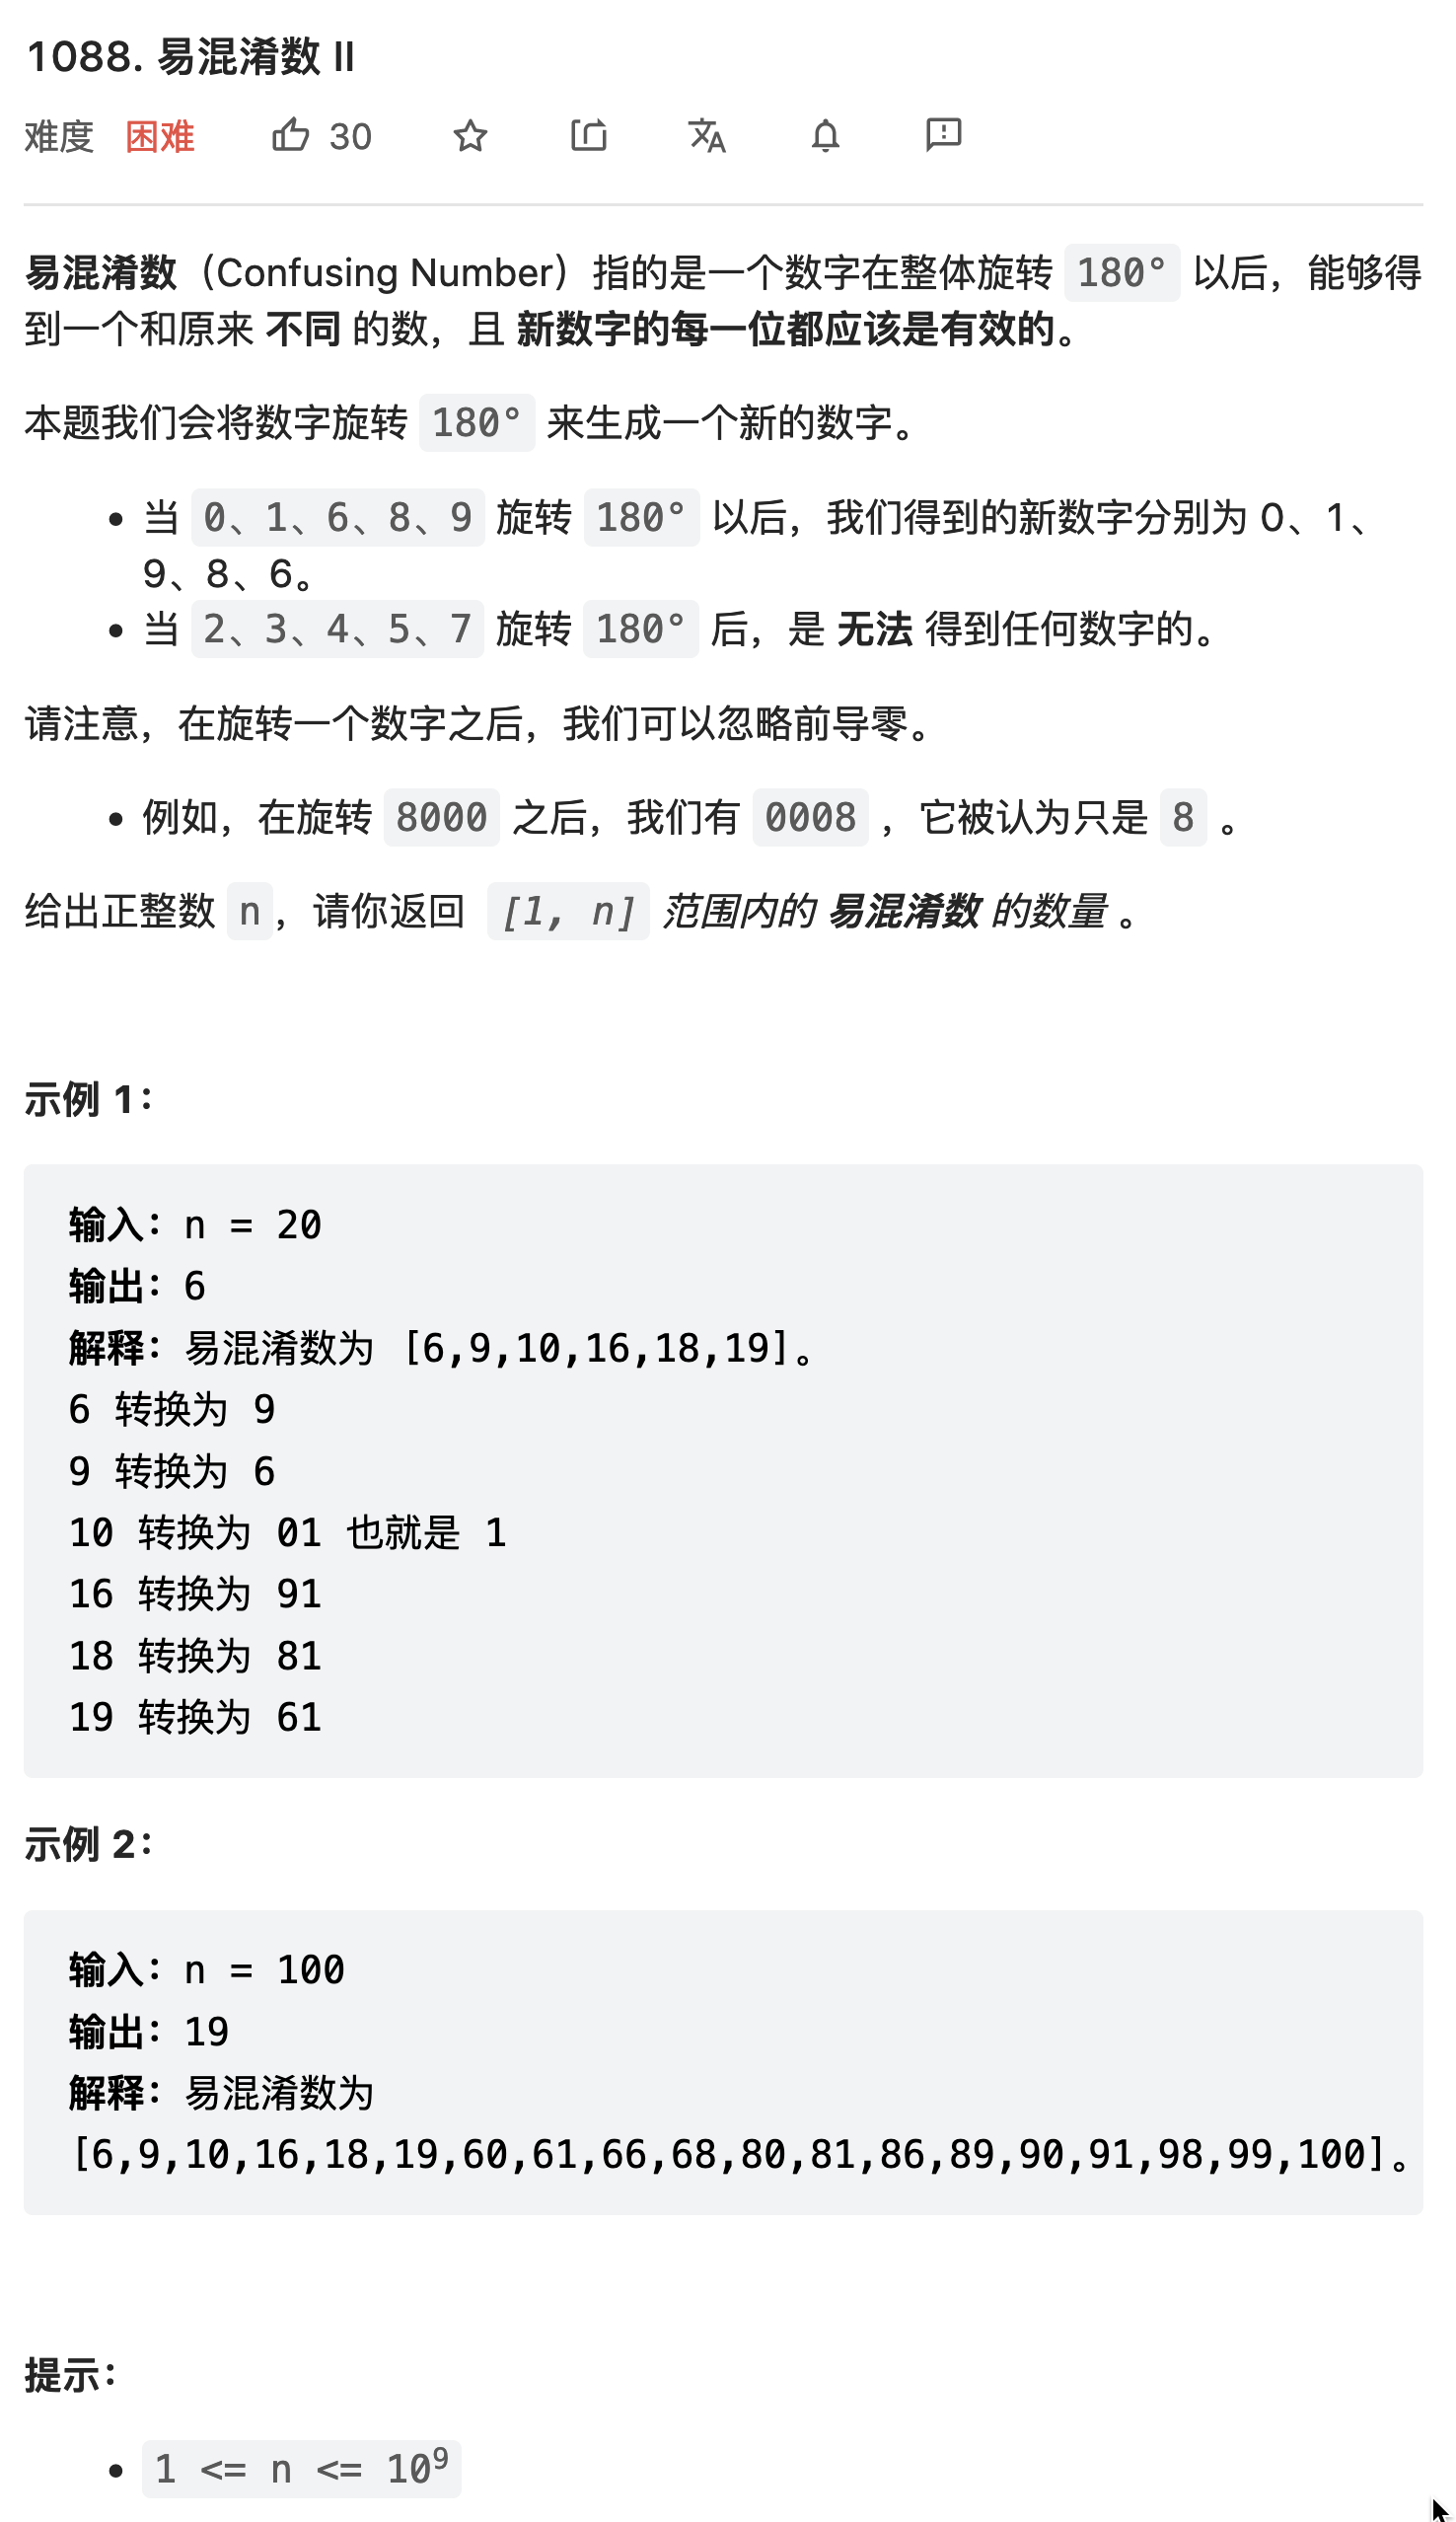 1088. 易混淆数 II
难度 困难 30
易混淆数（Confusing Number）指的是一个数字在整体旋转 180° 以后，能够得
到一个和原来 不同 的数，且 新数字的每一位都应该是有效的。
本题我们会将数字旋转 180° 来生成一个新的数字。
• 当 0、1、6、8、9 旋转 180° 以后，我们得到的新数字分别为 0、1、
9、8、6。
• 当 2、3、4、5、7 旋转 180° 后，是 无法 得到任何数字的。
请注意，在旋转一个数字之后，我们可以忽略前导零。
• 例如，在旋转 8000 之后，我们有 0008 ，它被认为只是 8 。
给出正整数 n，请你返回 [1, n] 范围内的 易混淆数 的数量 。
示例 1：
输入：n = 20
输出：6
解释：易混淆数为 [6,9,10,16,18,19]。
6 转换为 9
9 转换为 6
10 转换为 01 也就是 1
16 转换为 91
18 转换为 81
19 转换为 61
示例 2：
输入：n = 100
输出：19
解释：易混淆数为
[6,9,10,16,18,19,60,61,66,68,80,81,86,89,90,91,98,99,100]。
提示：
• 1 <= n <= 10⁹